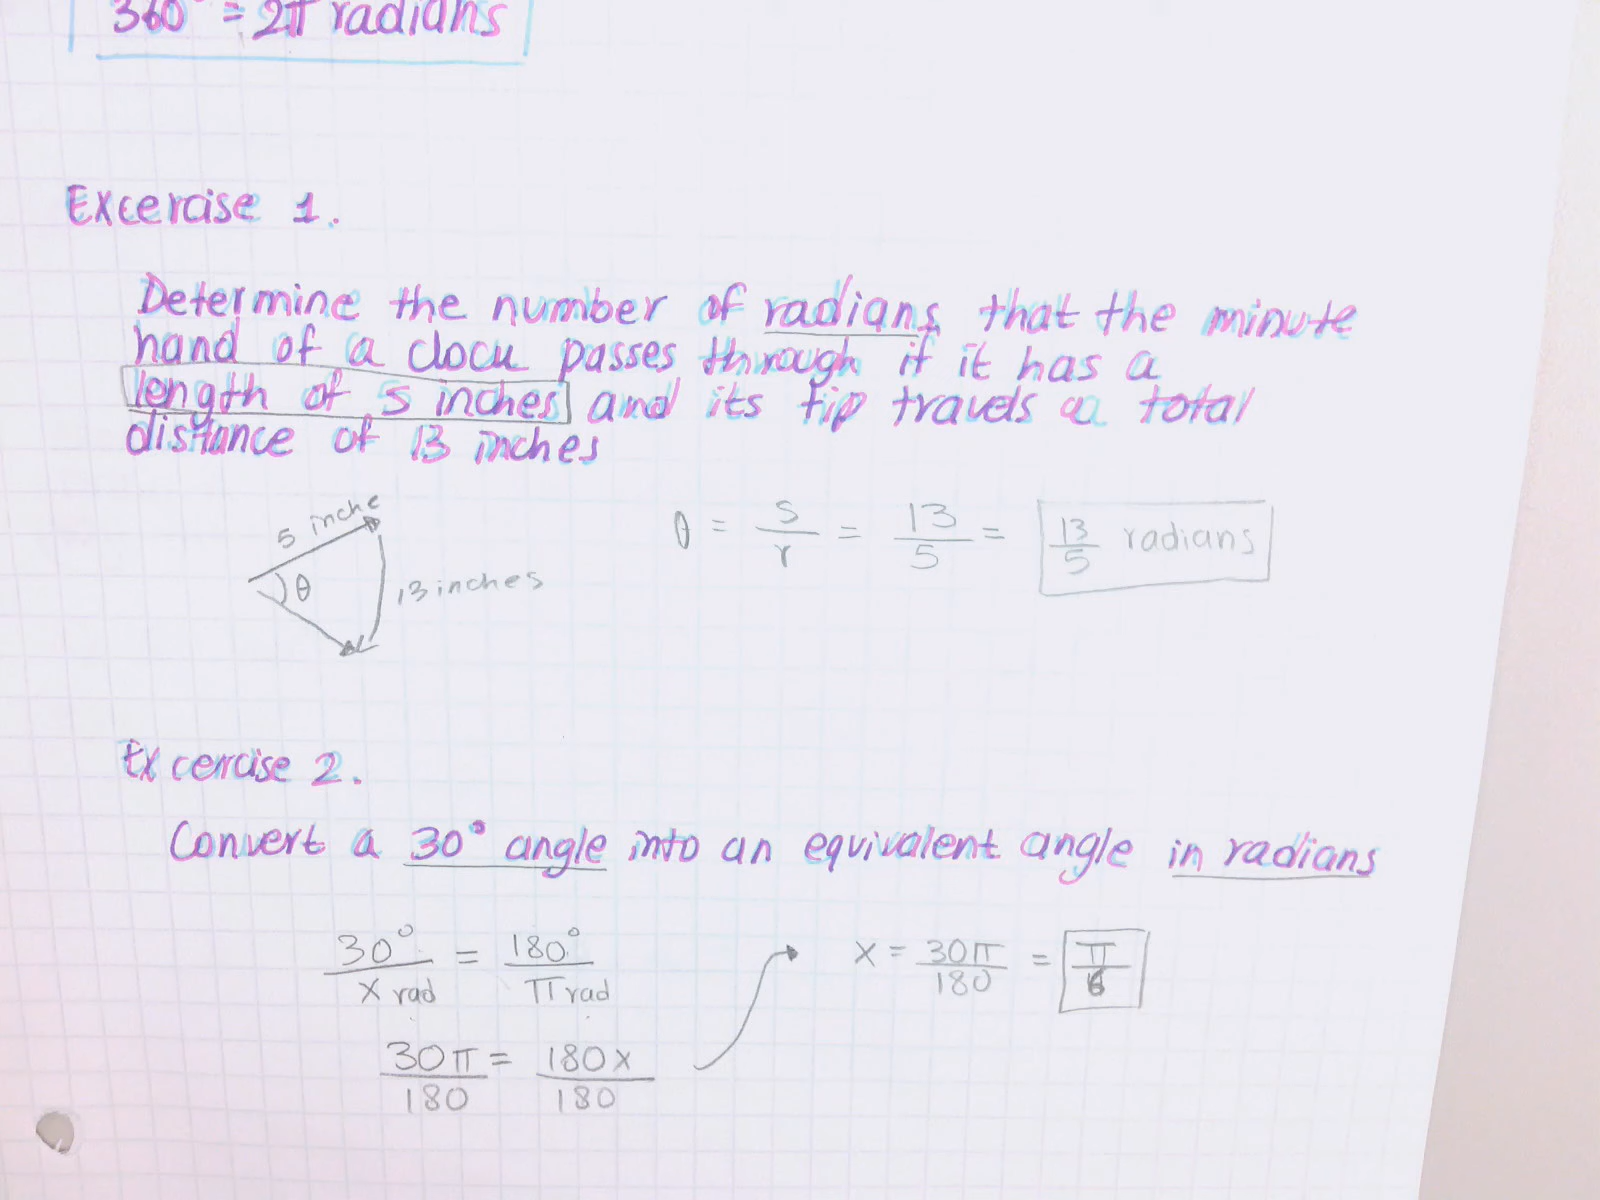 360° = 2π radians
Excercise 1.
Determine the number of radians that the minute
hand of a clock passes through if it has a
length of 5 inches and its tip travels a total
distance of 13 inches
5 inche
θ
13 inches
θ = s/r = 13/5 = 13/5 radians
Excercise 2.
Convert a 30° angle into an equivalent angle in radians
30°/x rad = 180°/π rad
30π/180 = 180x/180
x = 30π/180 = π/6